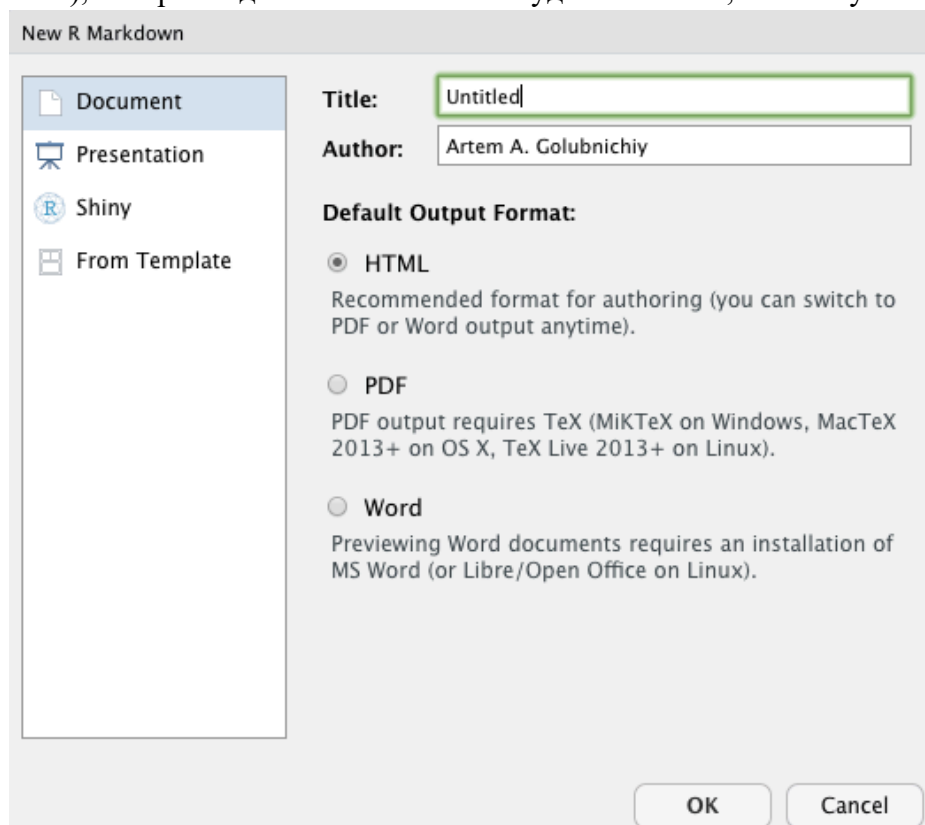 New R Markdown
Document
Presentation
Shiny
From Template
Title:
Untitled
Author:
Artem A. Golubnichiy
Default Output Format:
HTML
Recommended format for authoring (you can switch to
PDF or Word output anytime).
PDF
PDF output requires TeX (MiKTeX on Windows, MacTeX
2013+ on OS X, TeX Live 2013+ on Linux).
Word
Previewing Word documents requires an installation of
MS Word (or Libre/Open Office on Linux).
OK
Cancel